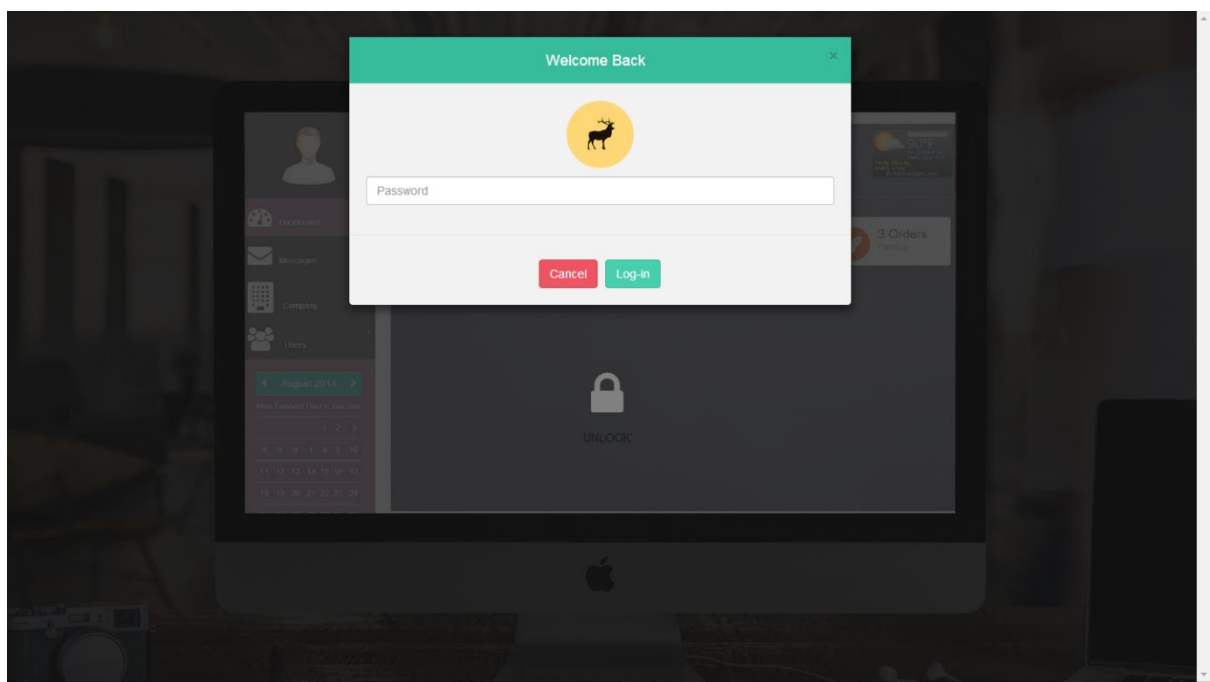 Welcome Back
×
Password
Cancel
Log-in
90°F
3 Orders
Dashboard
Messages
Company
Users
August 2014
1 2 3
4 5 6 7 8 9 10
11 12 13 14 15 16 17
18 19 20 21 22 23 24
UNLOCK